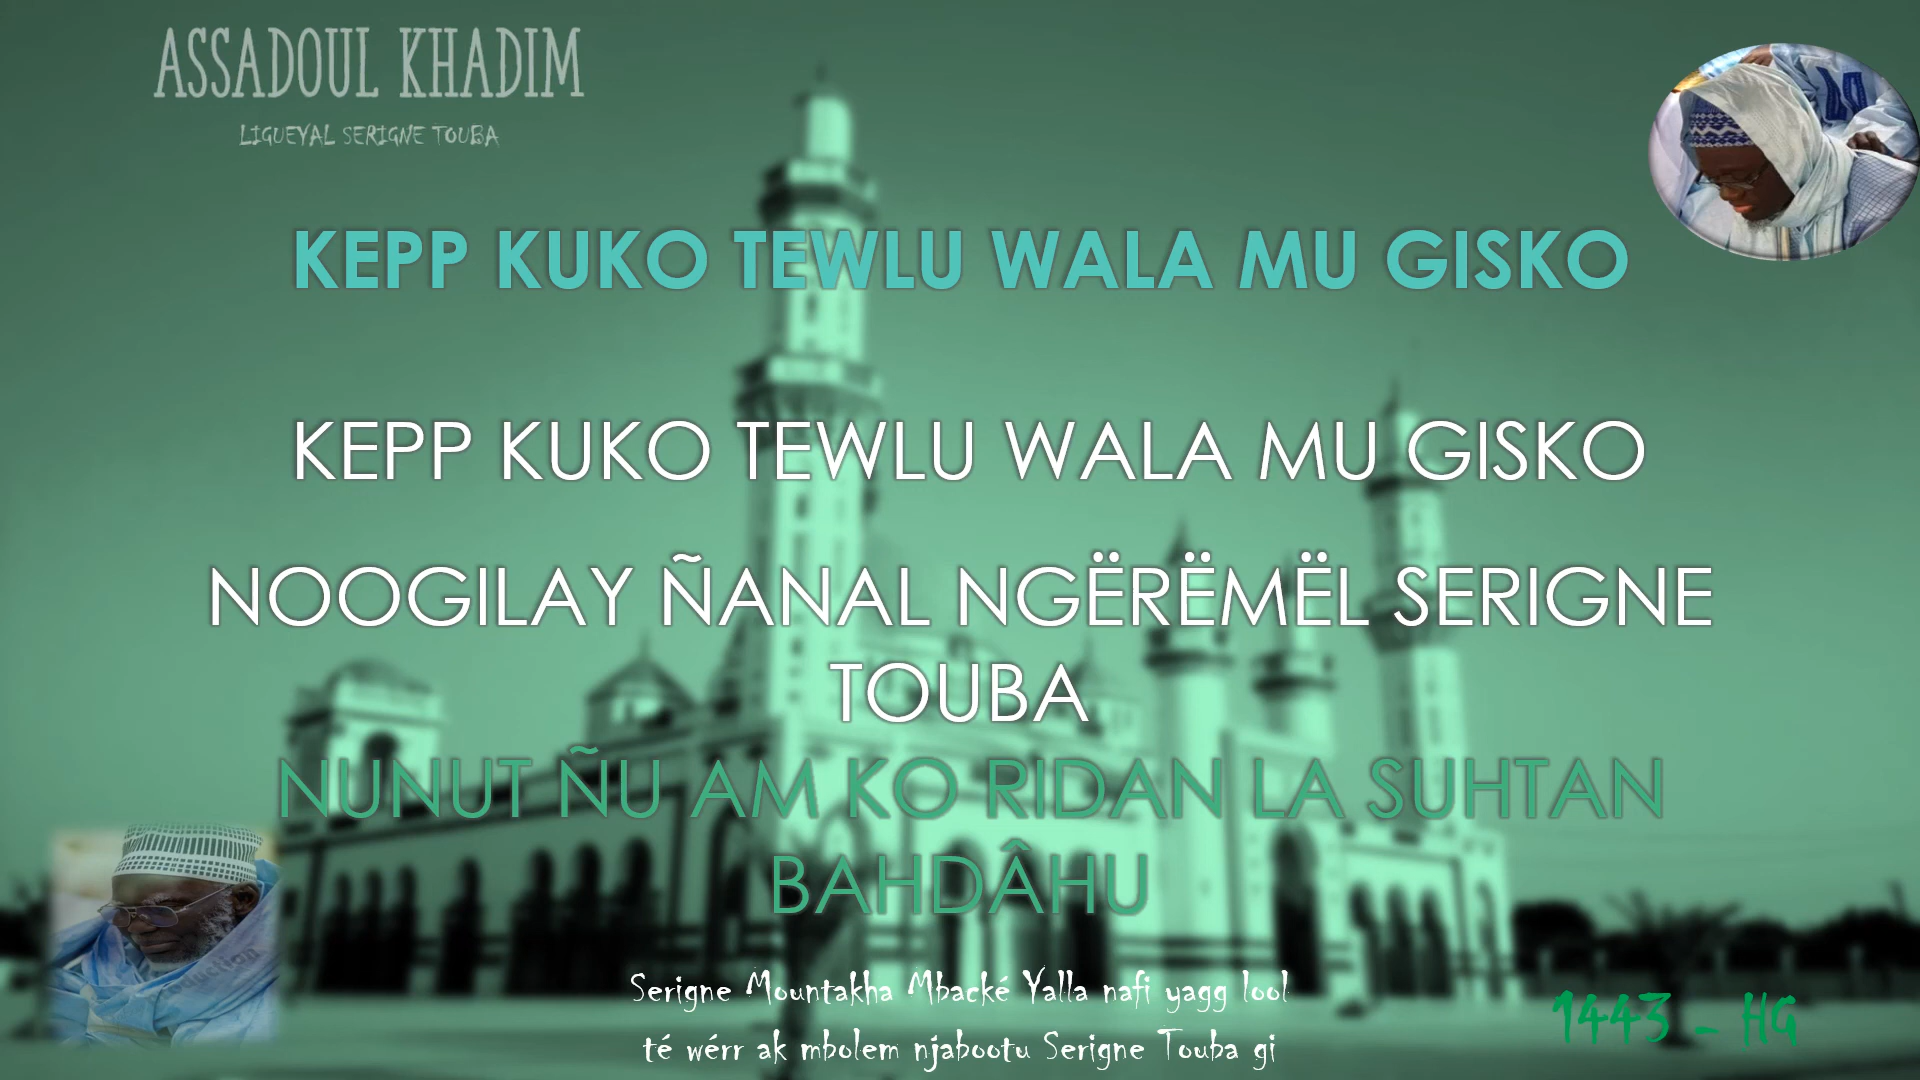 ASSADOUL KHADIM
LIGUEYAL SERIGNE TOUBA
KEPP KUKO TEWLU WALA MU GISKO
KEPP KUKO TEWLU WALA MU GISKO
NOOGILAY ÑANAL NGËRËMËL SERIGNE
TOUBA
NUNUT ÑU AM KO RIDAN LA SUHTAN
BAHDÂHU
Serigne Mountakha Mbacké Yalla nafi yagg lool
té wérr ak mbolem njabootu Serigne Touba gi
1443 - HG